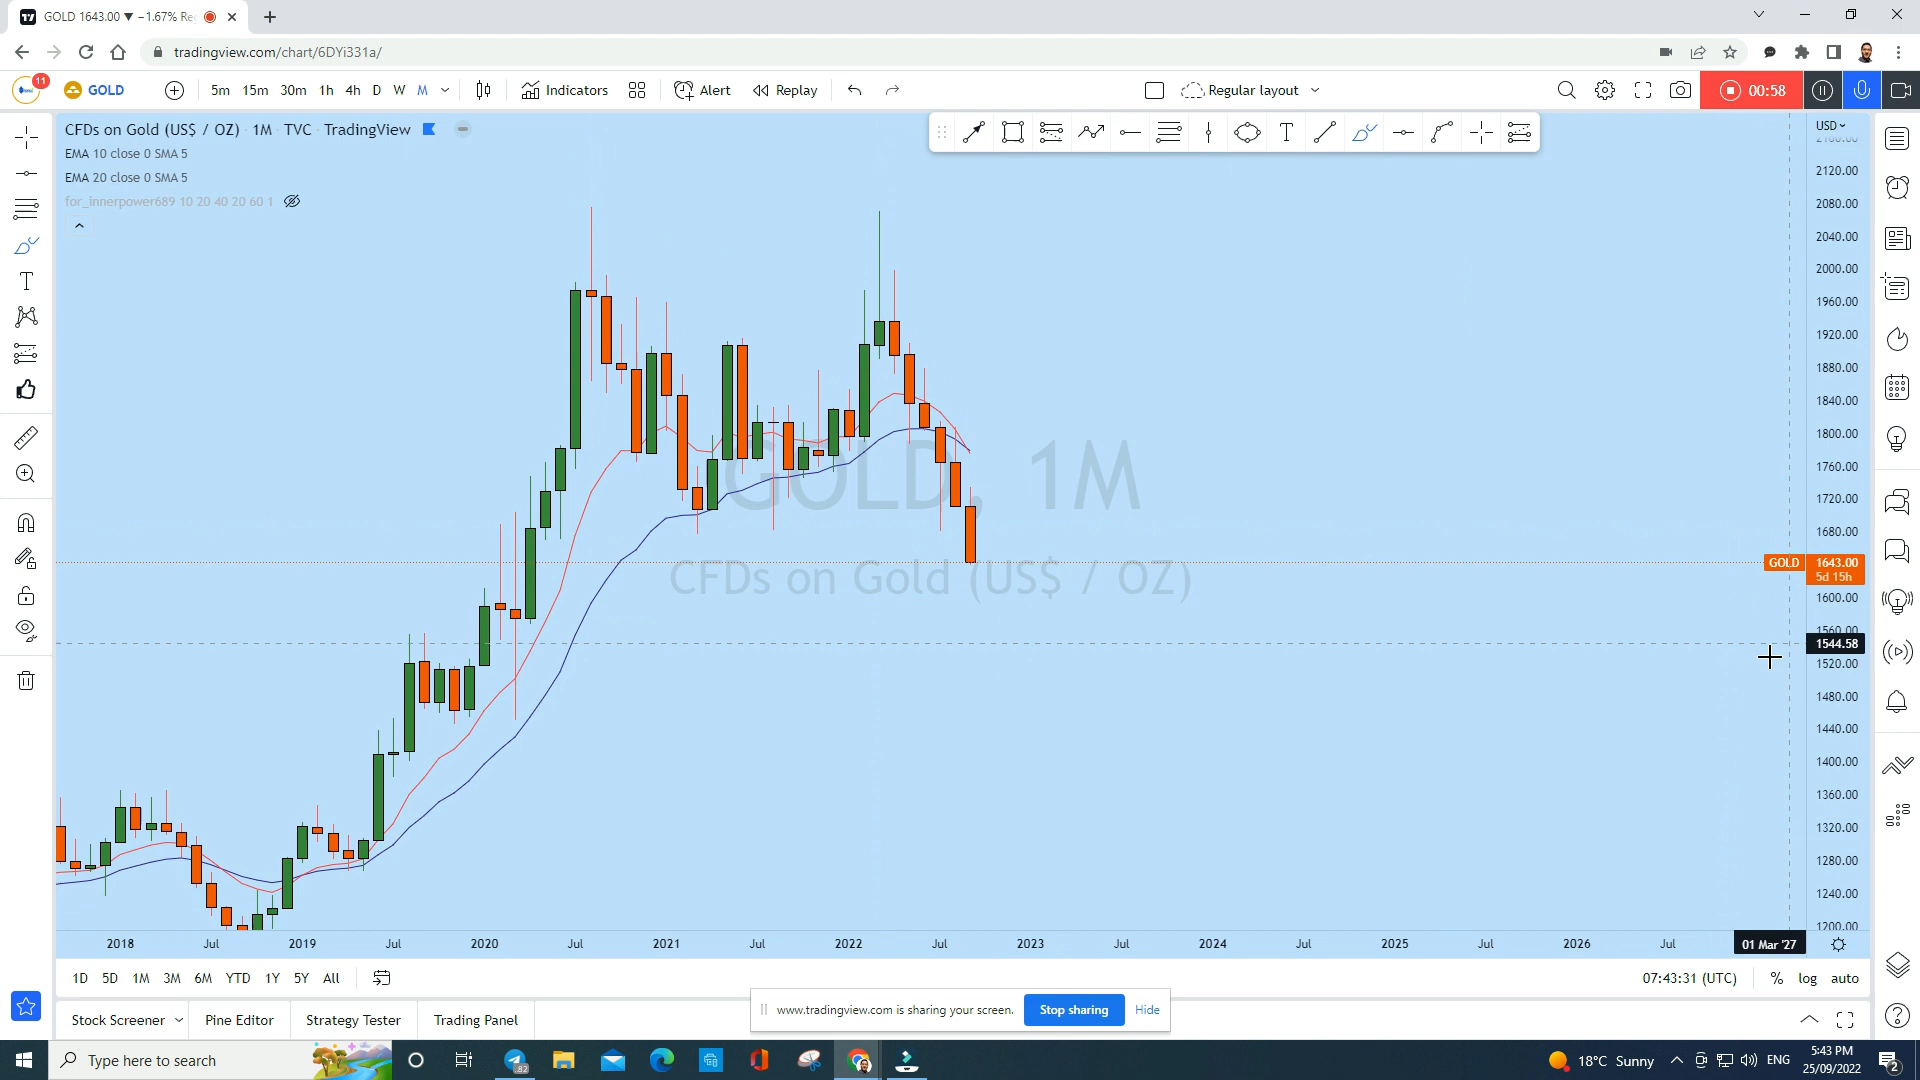 GOLD 1643.00 ▼ −1.67% Re
tradingview.com/chart/6DYi331a/
11
GOLD
5m 15m 30m 1h 4h D W M
Indicators
Alert
Replay
Regular layout
00:58
CFDs on Gold (US$ / OZ) 1M TVC TradingView
EMA 10 close 0 SMA 5
EMA 20 close 0 SMA 5
for_innerpower689 10 20 40 20 60 1
USD
2160.00
2120.00
2080.00
2040.00
2000.00
1960.00
1920.00
1880.00
1840.00
1800.00
1760.00
1720.00
1680.00
GOLD 1643.00
5d 15h
1600.00
1560.00
1544.58
1520.00
1480.00
1440.00
1400.00
1360.00
1320.00
1280.00
1240.00
1200.00
GOLD, 1M
CFDs on Gold (US$ / OZ)
2018 Jul 2019 Jul 2020 Jul 2021 Jul 2022 Jul 2023 Jul 2024 Jul 2025 Jul 2026 Jul 01 Mar '27
1D 5D 1M 3M 6M YTD 1Y 5Y All
07:43:31 (UTC) % log auto
Stock Screener Pine Editor Strategy Tester Trading Panel
www.tradingview.com is sharing your screen. Stop sharing Hide
Type here to search
82
18°C Sunny
ENG
5:43 PM
25/09/2022
2